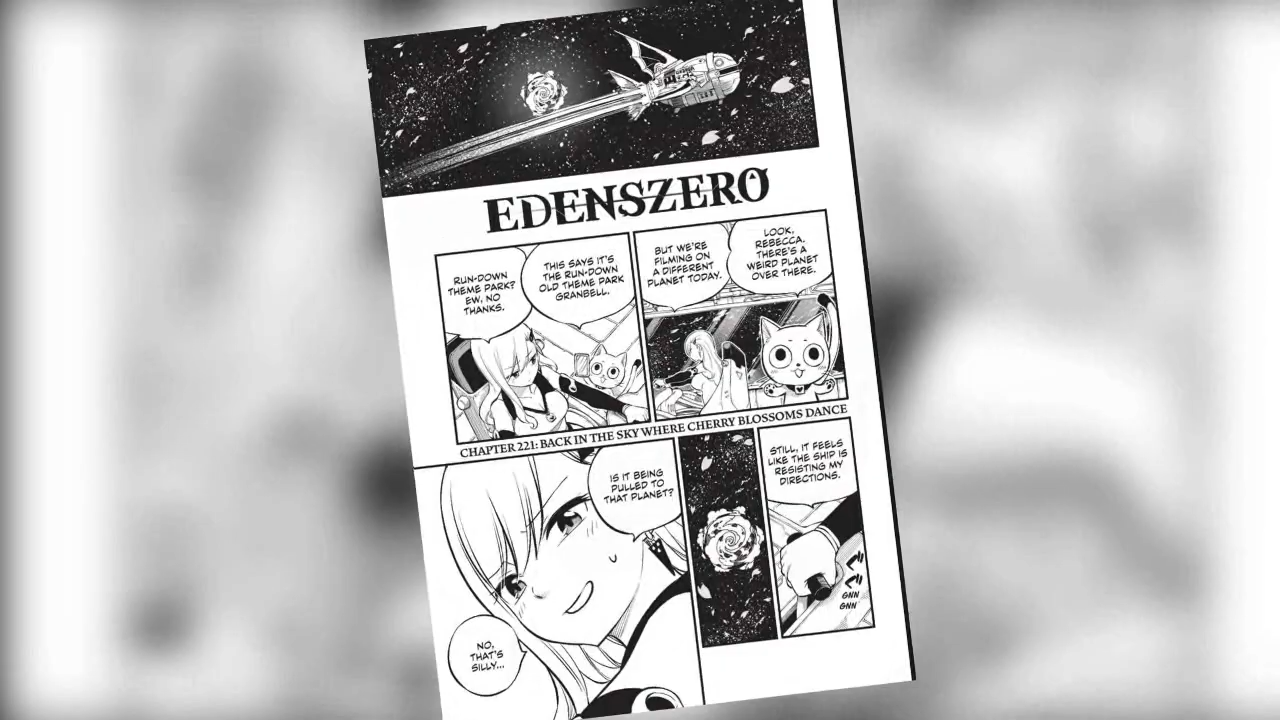 EDENSZERO
LOOK,
REBECCA.
THERE'S A
WEIRD PLANET
OVER THERE.
BUT WE'RE
FILMING ON
A DIFFERENT
PLANET TODAY.
THIS SAYS IT'S
THE RUN-DOWN
OLD THEME PARK
GRANBELL.
RUN-DOWN
THEME PARK?
EW, NO
THANKS.
CHAPTER 221: BACK IN THE SKY WHERE CHERRY BLOSSOMS DANCE
STILL, IT FEELS
LIKE THE SHIP IS
RESISTING MY
DIRECTIONS.
GNN
GNN
IS IT BEING
PULLED TO
THAT PLANET?
NO,
THAT'S
SILLY...